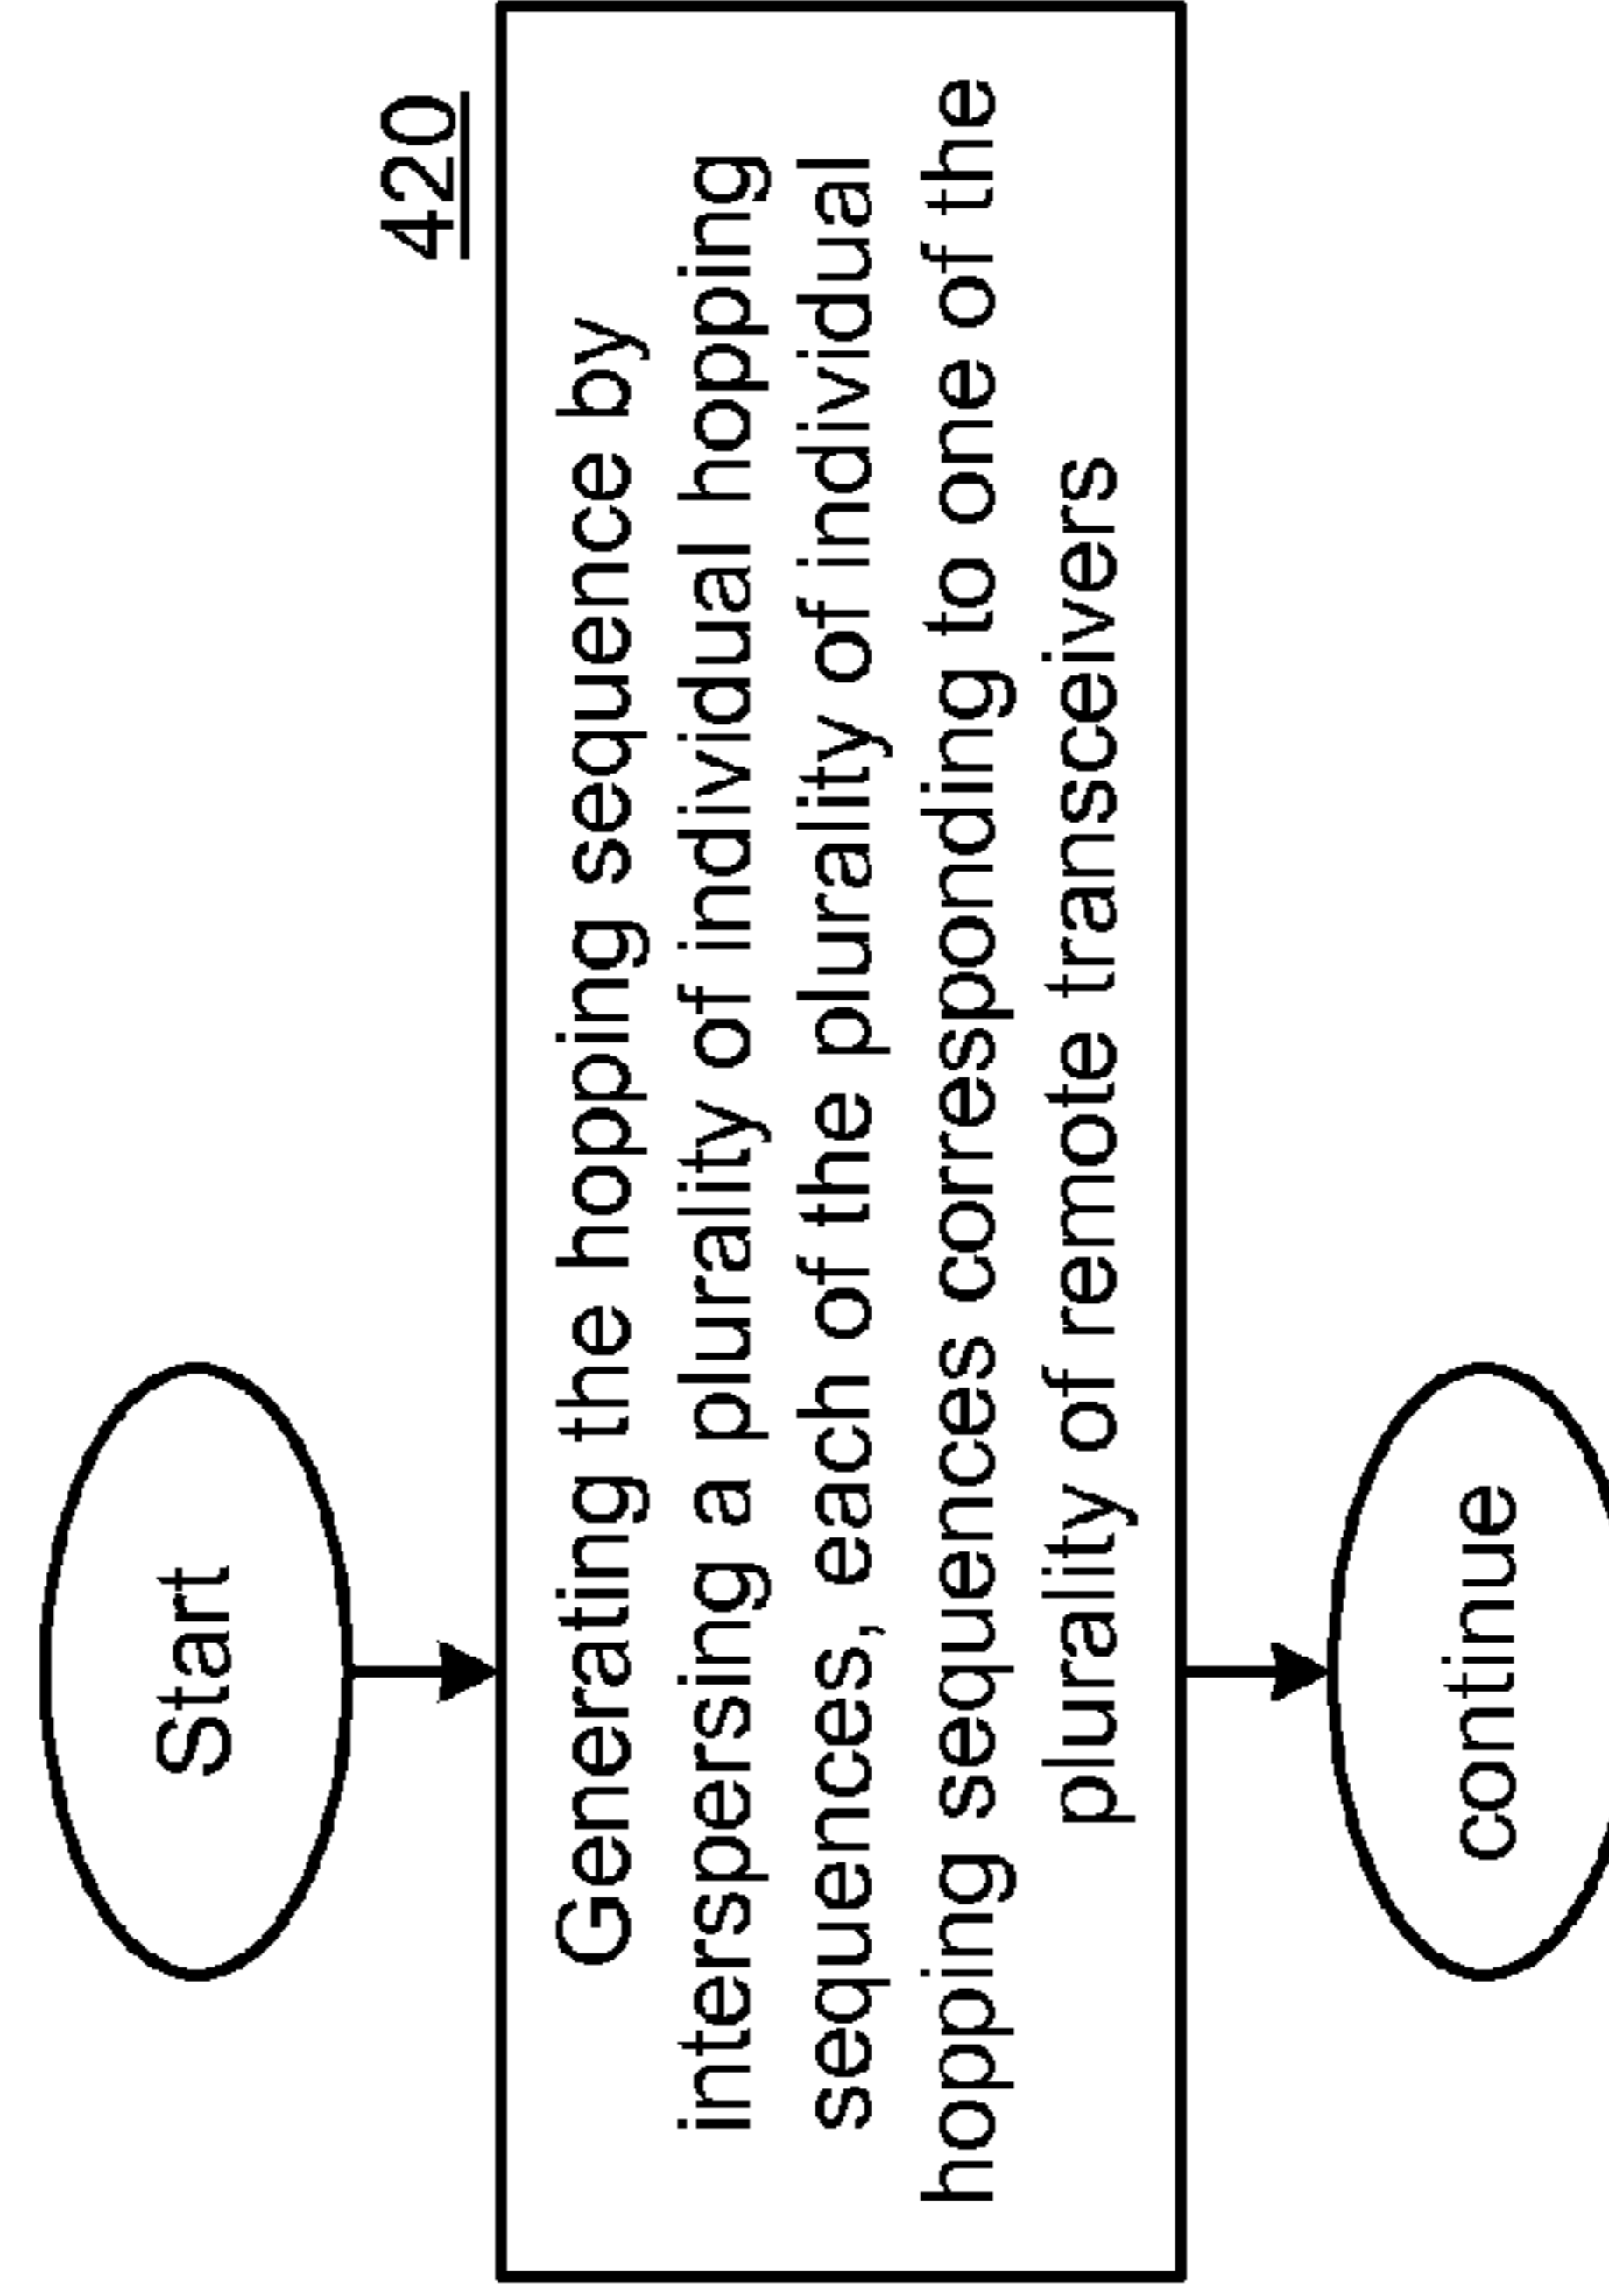 Start
420
Generating the hopping sequence by
interspersing a plurality of individual hopping
sequences, each of the plurality of individual
hopping sequences corresponding to one of the
plurality of remote transceivers
continue